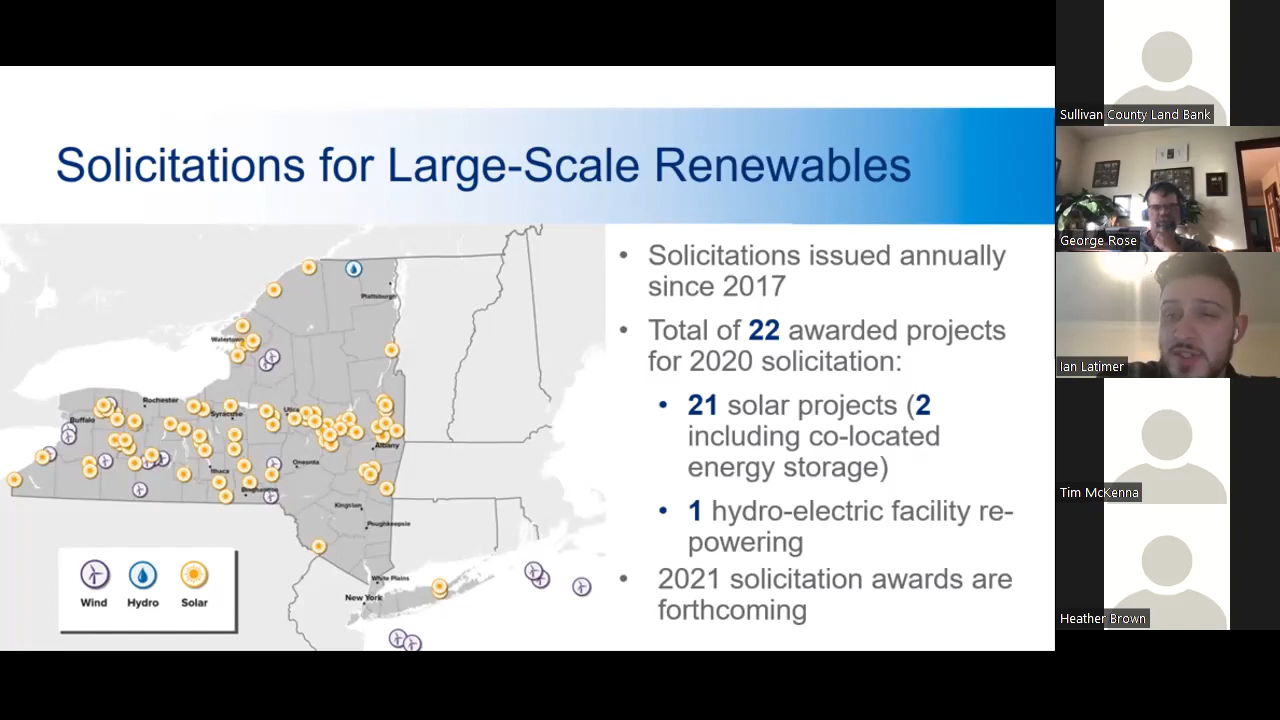 Solicitations for Large-Scale Renewables
Plattsburgh
Watertown
Rochester
Buffalo
Syracuse
Utica
Albany
Ithaca
Oneonta
Binghamton
Kingston
Poughkeepsie
White Plains
New York
Wind
Hydro
Solar
• Solicitations issued annually
since 2017
• Total of 22 awarded projects
for 2020 solicitation:
• 21 solar projects (2
including co-located
energy storage)
• 1 hydro-electric facility re-
powering
• 2021 solicitation awards are
forthcoming
Sullivan County Land Bank
George Rose
Ian Latimer
Tim McKenna
Heather Brown